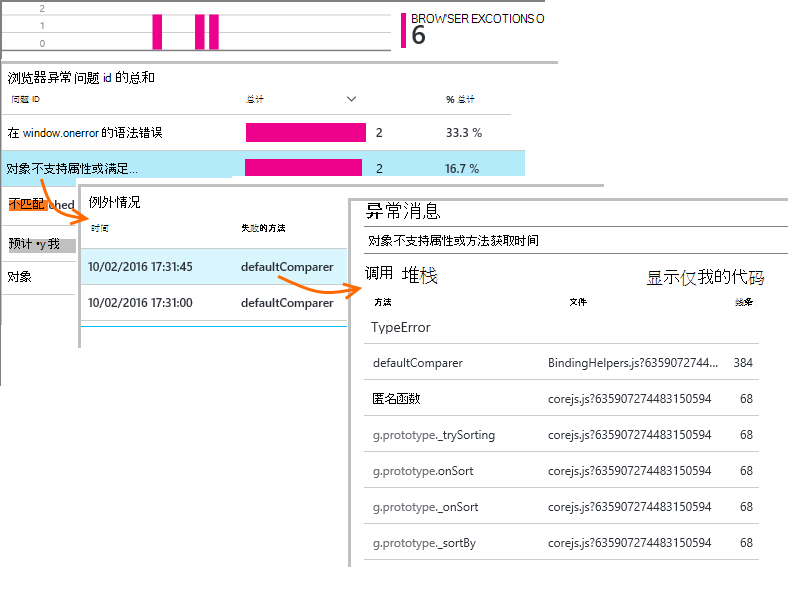 2
1
0
BROWSER EXCOTIONS O
6
浏览器异常问题 id 的总和
问题 ID 总计 % 总计
在 window.onerror 的语法错误 2 33.3 %
对象不支持属性或满足... 2 16.7 %
不匹配 ched
预计 •y 我
对象
例外情况
时间 失败的方法
10/02/2016 17:31:45 defaultComparer
10/02/2016 17:31:00 defaultComparer
异常消息
对象不支持属性或方法获取时间
调用 堆栈 显示仅我的代码
方法 文件 线条
TypeError
defaultComparer BindingHelpers.js?6359072744... 384
匿名函数 corejs.js?635907274483150594 68
g.prototype._trySorting corejs.js?635907274483150594 68
g.prototype.onSort corejs.js?635907274483150594 68
g.prototype._onSort corejs.js?635907274483150594 68
g.prototype._sortBy corejs.js?635907274483150594 68